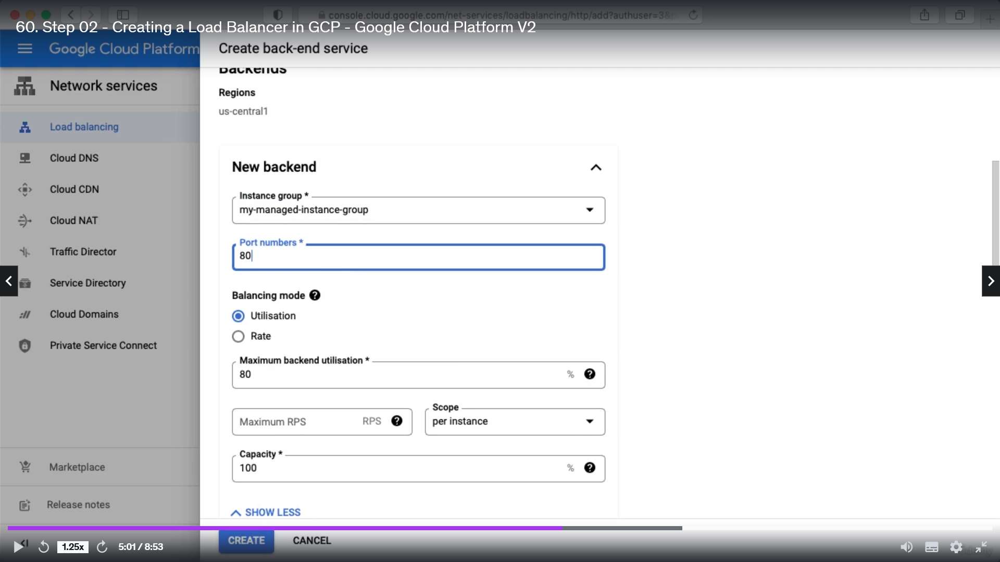 console.cloud.google.com/net-services/loadbalancing/http/add?authuser=3&p
60. Step 02 - Creating a Load Balancer in GCP - Google Cloud Platform V2
Google Cloud Platform
Create back-end service
Network services
Load balancing
Cloud DNS
Cloud CDN
Cloud NAT
Traffic Director
Service Directory
Cloud Domains
Private Service Connect
Marketplace
Release notes
Backends
Regions
us-central1
New backend
Instance group *
my-managed-instance-group
Port numbers *
80
Balancing mode ?
Utilisation
Rate
Maximum backend utilisation *
80 % ?
Maximum RPS RPS ?
Scope
per instance
Capacity *
100 % ?
SHOW LESS
CREATE CANCEL
1.25x 5:01 / 8:53